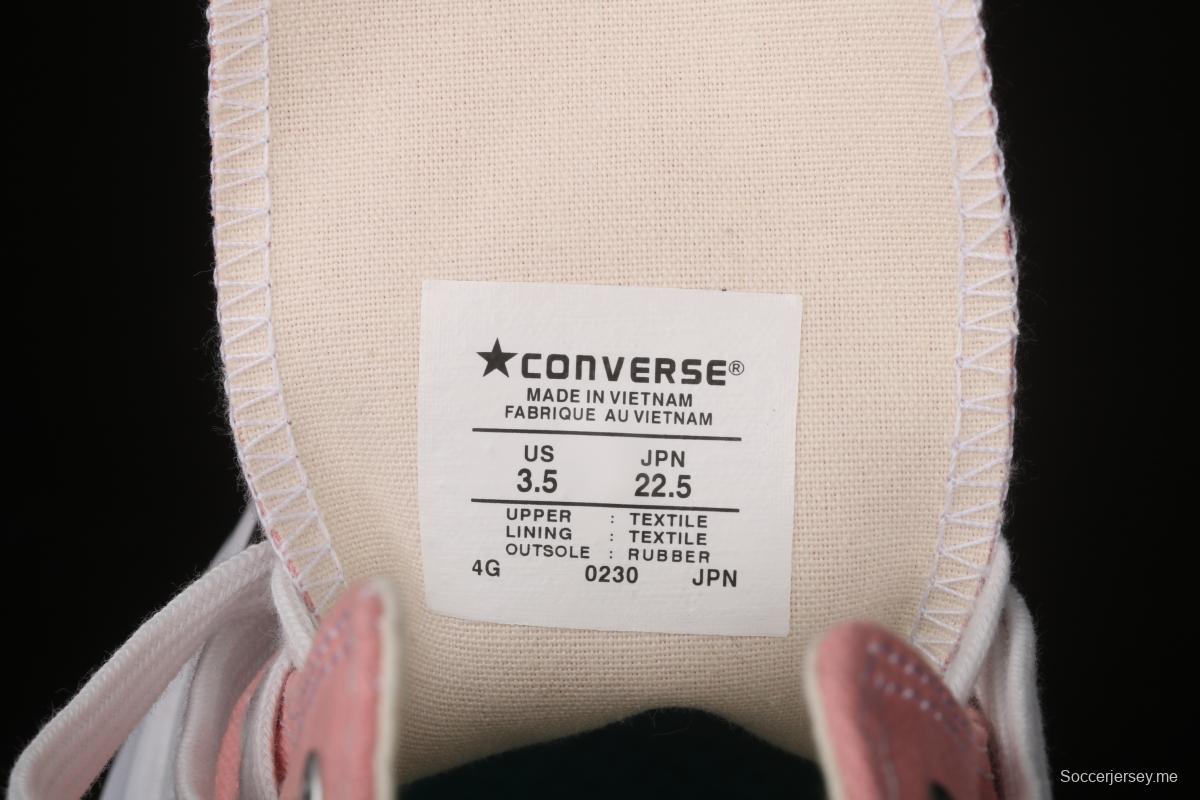 ★CONVERSE®
MADE IN VIETNAM
FABRIQUE AU VIETNAM
US JPN
3.5 22.5
UPPER : TEXTILE
LINING : TEXTILE
OUTSOLE : RUBBER
4G 0230 JPN
Soccerjersey.me